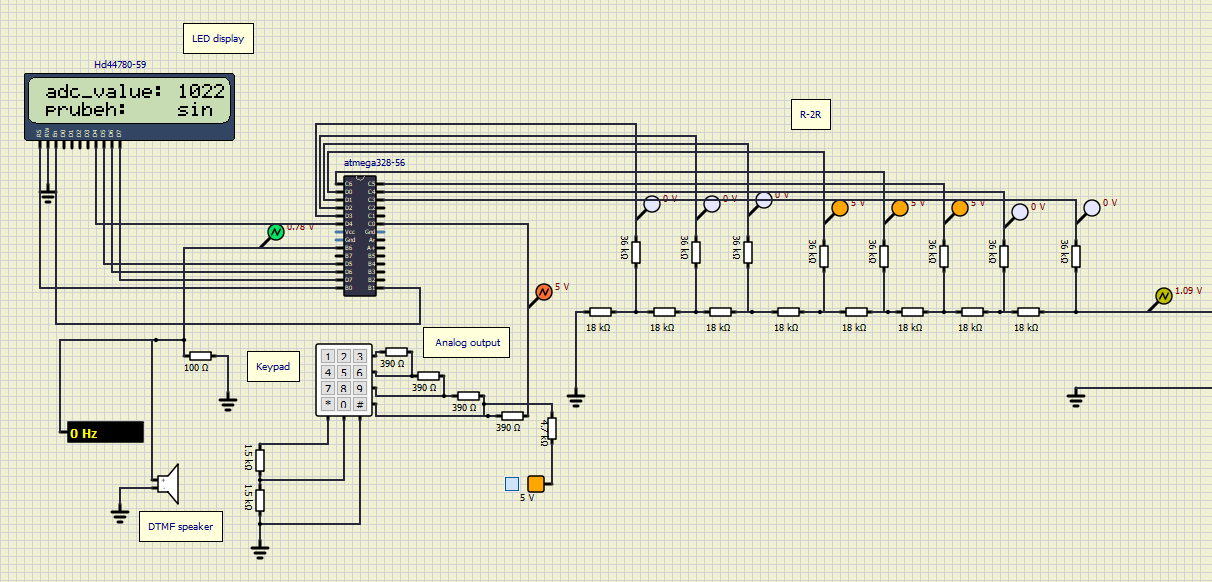 LED display
Hd44780-59
adc_value: 1022
prubeh: sin
RS RW En D0 D1 D2 D3 D4 D5 D6 D7
R-2R
atmega328-56
C6 C5
D0 C4
D1 C3
D2 C2
D3 C1
D4 C0
Vcc Gnd
Gnd Ar
B6 A+
B7 B5
D5 B4
D6 B3
D7 B2
B0 B1
0 V
0 V
0 V
5 V
5 V
5 V
0 V
0 V
0.78 V
36 kΩ
36 kΩ
36 kΩ
36 kΩ
36 kΩ
36 kΩ
36 kΩ
36 kΩ
5 V
1.09 V
18 kΩ
18 kΩ
18 kΩ
18 kΩ
18 kΩ
18 kΩ
18 kΩ
18 kΩ
Analog output
100 Ω
Keypad
1 2 3
4 5 6
7 8 9
* 0 #
390 Ω
390 Ω
390 Ω
390 Ω
4.7 kΩ
0 Hz
1.5 kΩ
1.5 kΩ
5 V
DTMF speaker